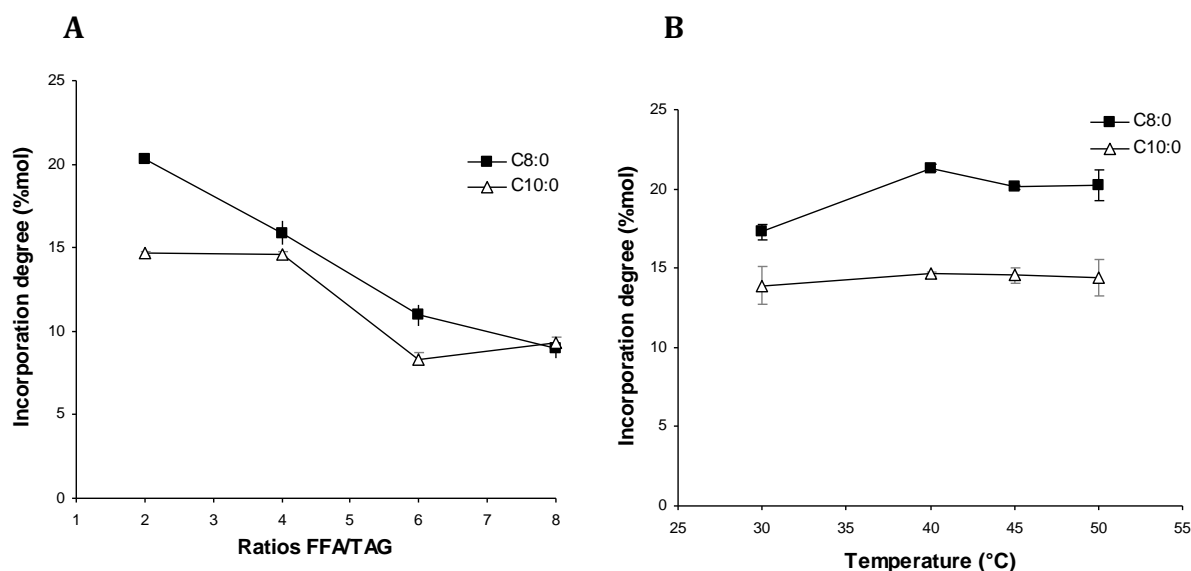 A
25
20
15
10
5
0
1 2 3 4 5 6 7 8
Incorporation degree (%mol)
Ratios FFA/TAG
C8:0
C10:0
B
25
20
15
10
5
0
25 30 35 40 45 50 55
Incorporation degree (%mol)
Temperature (°C)
C8:0
C10:0